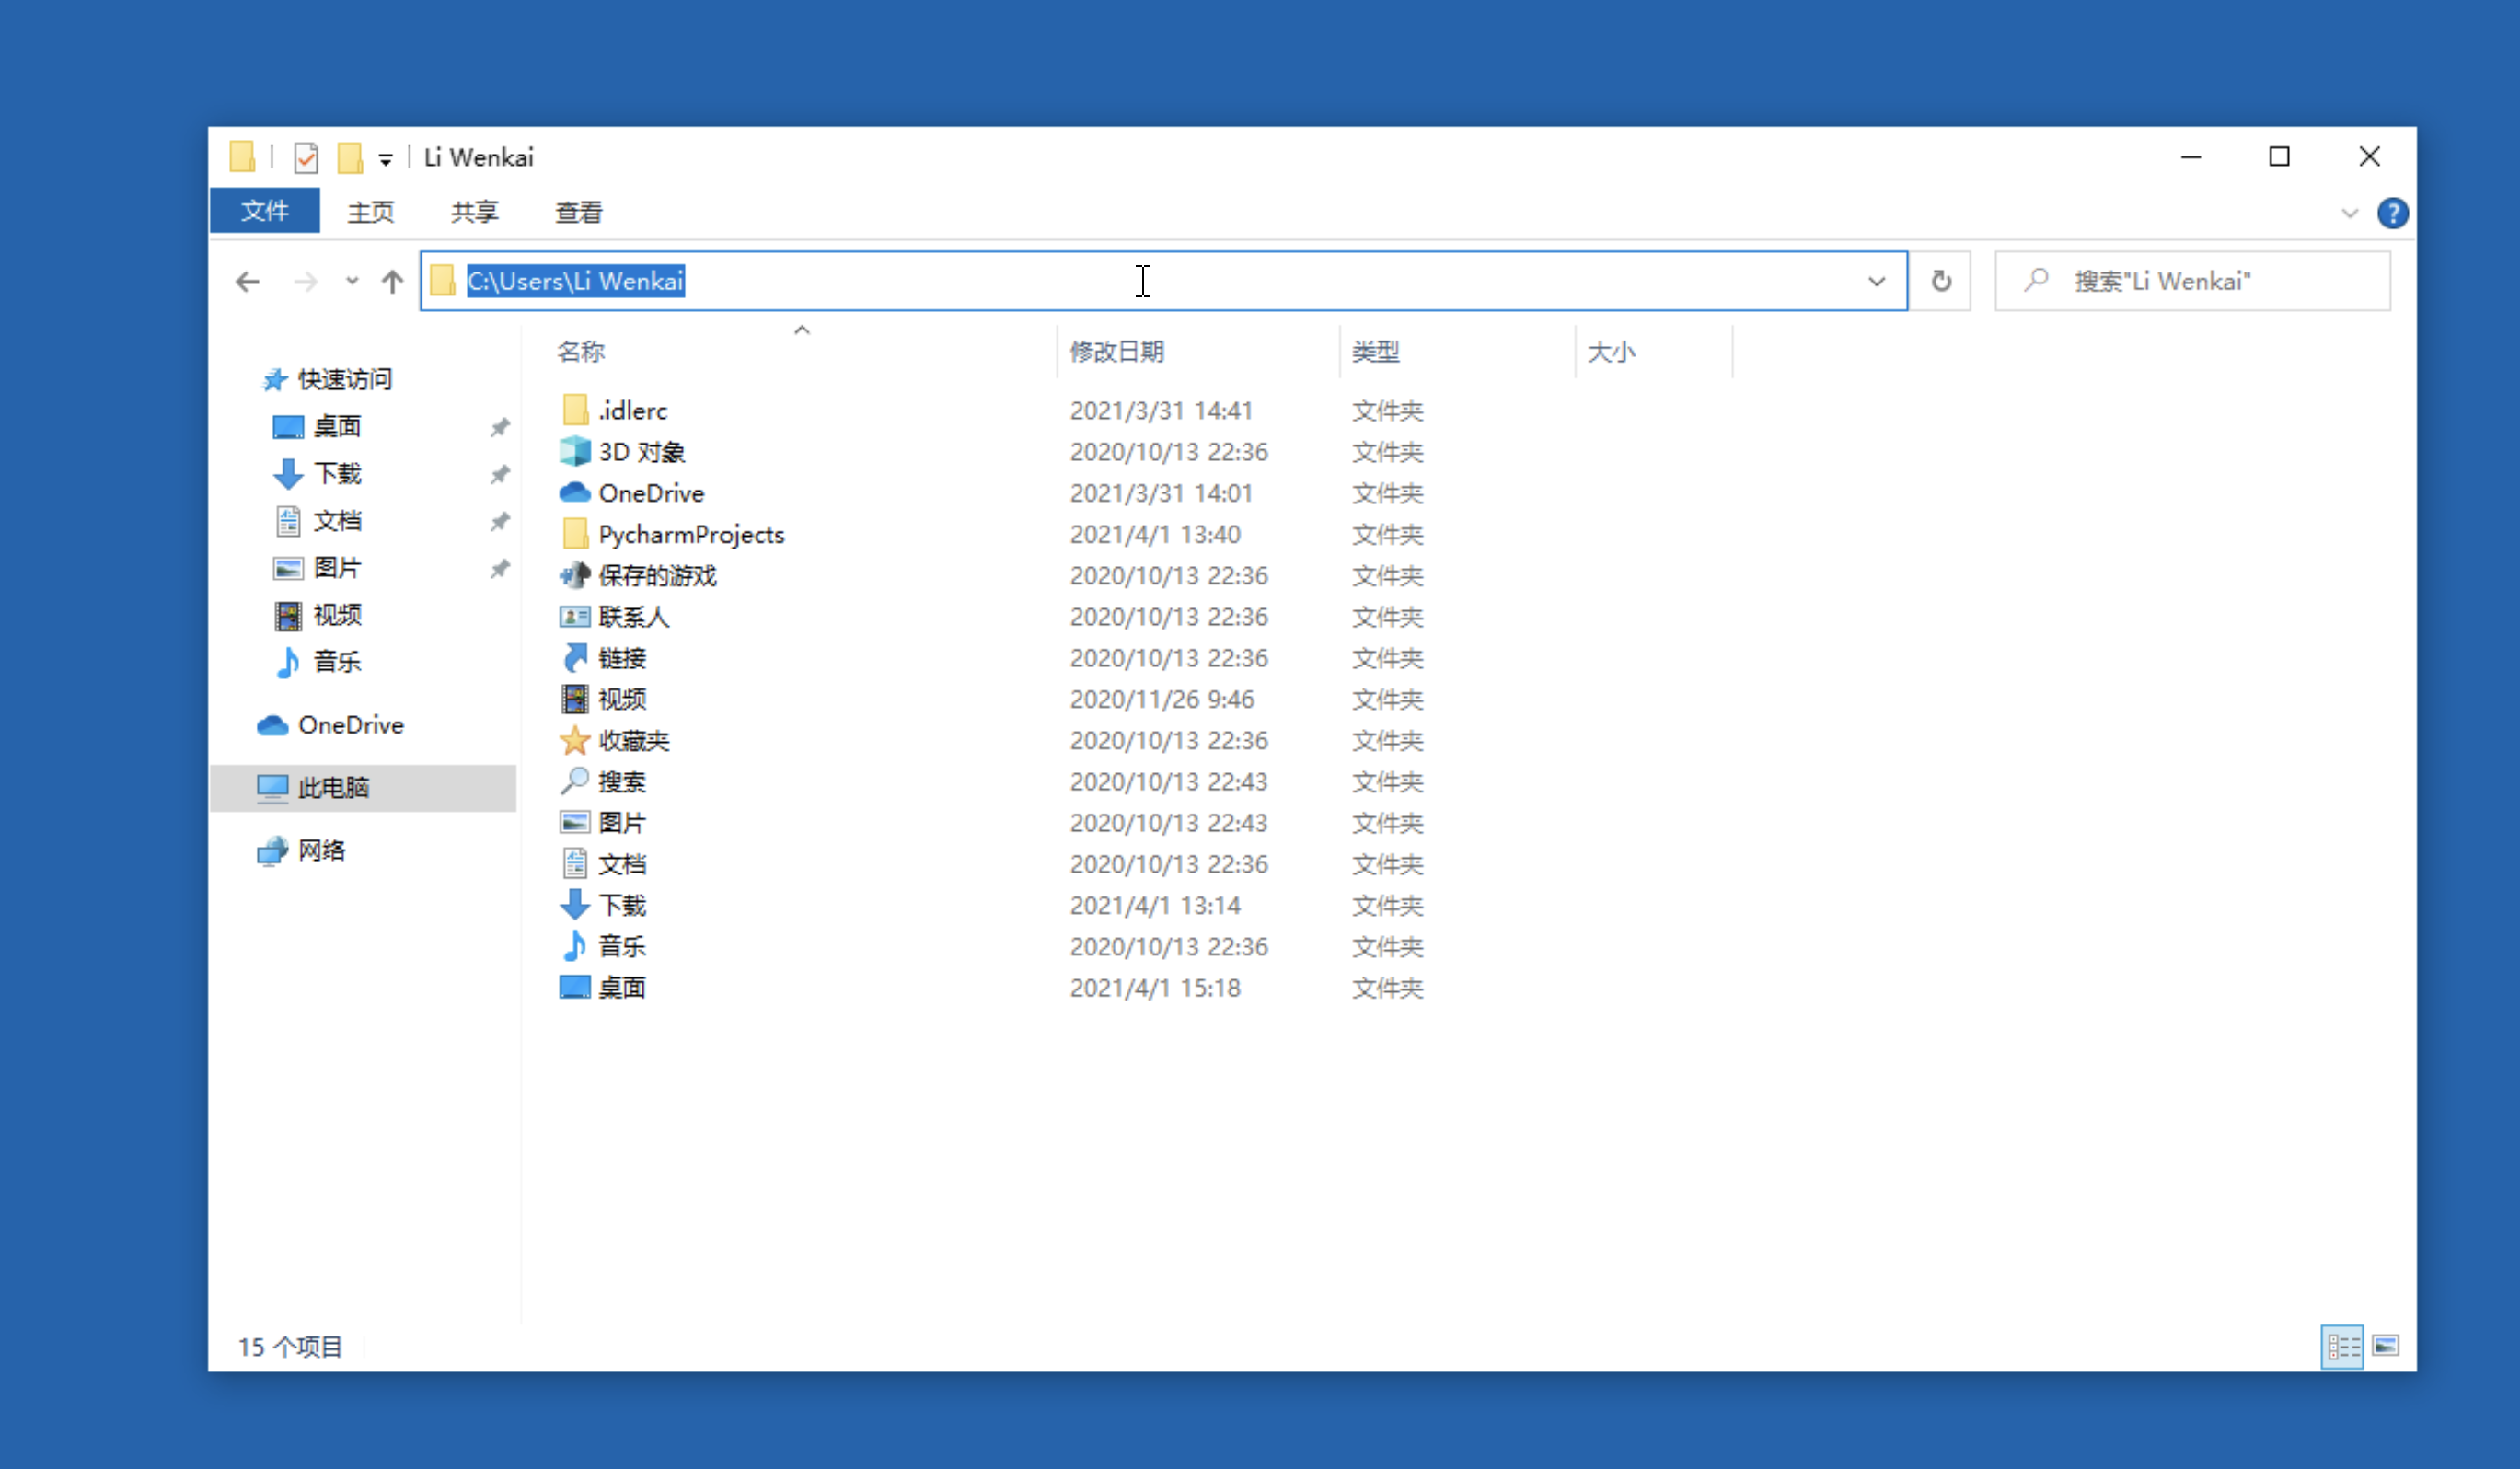 Li Wenkai
文件 主页 共享 查看
C:\Users\Li Wenkai 搜索"Li Wenkai"
名称 修改日期 类型 大小
快速访问
桌面
下载
文档
图片
视频
音乐
OneDrive
此电脑
网络
.idlerc 2021/3/31 14:41 文件夹
3D 对象 2020/10/13 22:36 文件夹
OneDrive 2021/3/31 14:01 文件夹
PycharmProjects 2021/4/1 13:40 文件夹
保存的游戏 2020/10/13 22:36 文件夹
联系人 2020/10/13 22:36 文件夹
链接 2020/10/13 22:36 文件夹
视频 2020/11/26 9:46 文件夹
收藏夹 2020/10/13 22:36 文件夹
搜索 2020/10/13 22:43 文件夹
图片 2020/10/13 22:43 文件夹
文档 2020/10/13 22:36 文件夹
下载 2021/4/1 13:14 文件夹
音乐 2020/10/13 22:36 文件夹
桌面 2021/4/1 15:18 文件夹
15 个项目